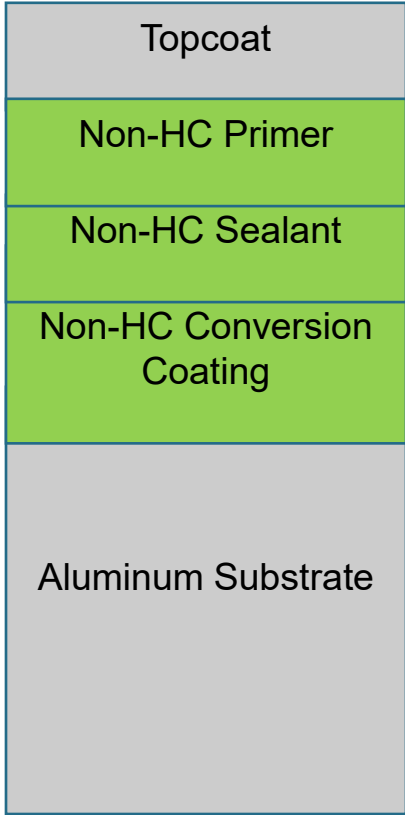 Topcoat
Non-HC Primer
Non-HC Sealant
Non-HC Conversion
Coating
Aluminum Substrate